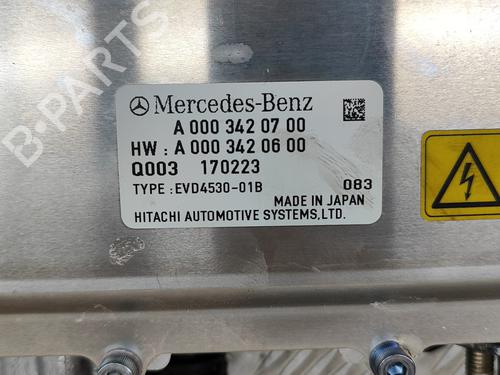 Mercedes-Benz
A 000 342 07 00
HW : A 000 342 06 00
Q003 170223
TYPE : EVD4530-01B 083
MADE IN JAPAN
HITACHI AUTOMOTIVE SYSTEMS,LTD.